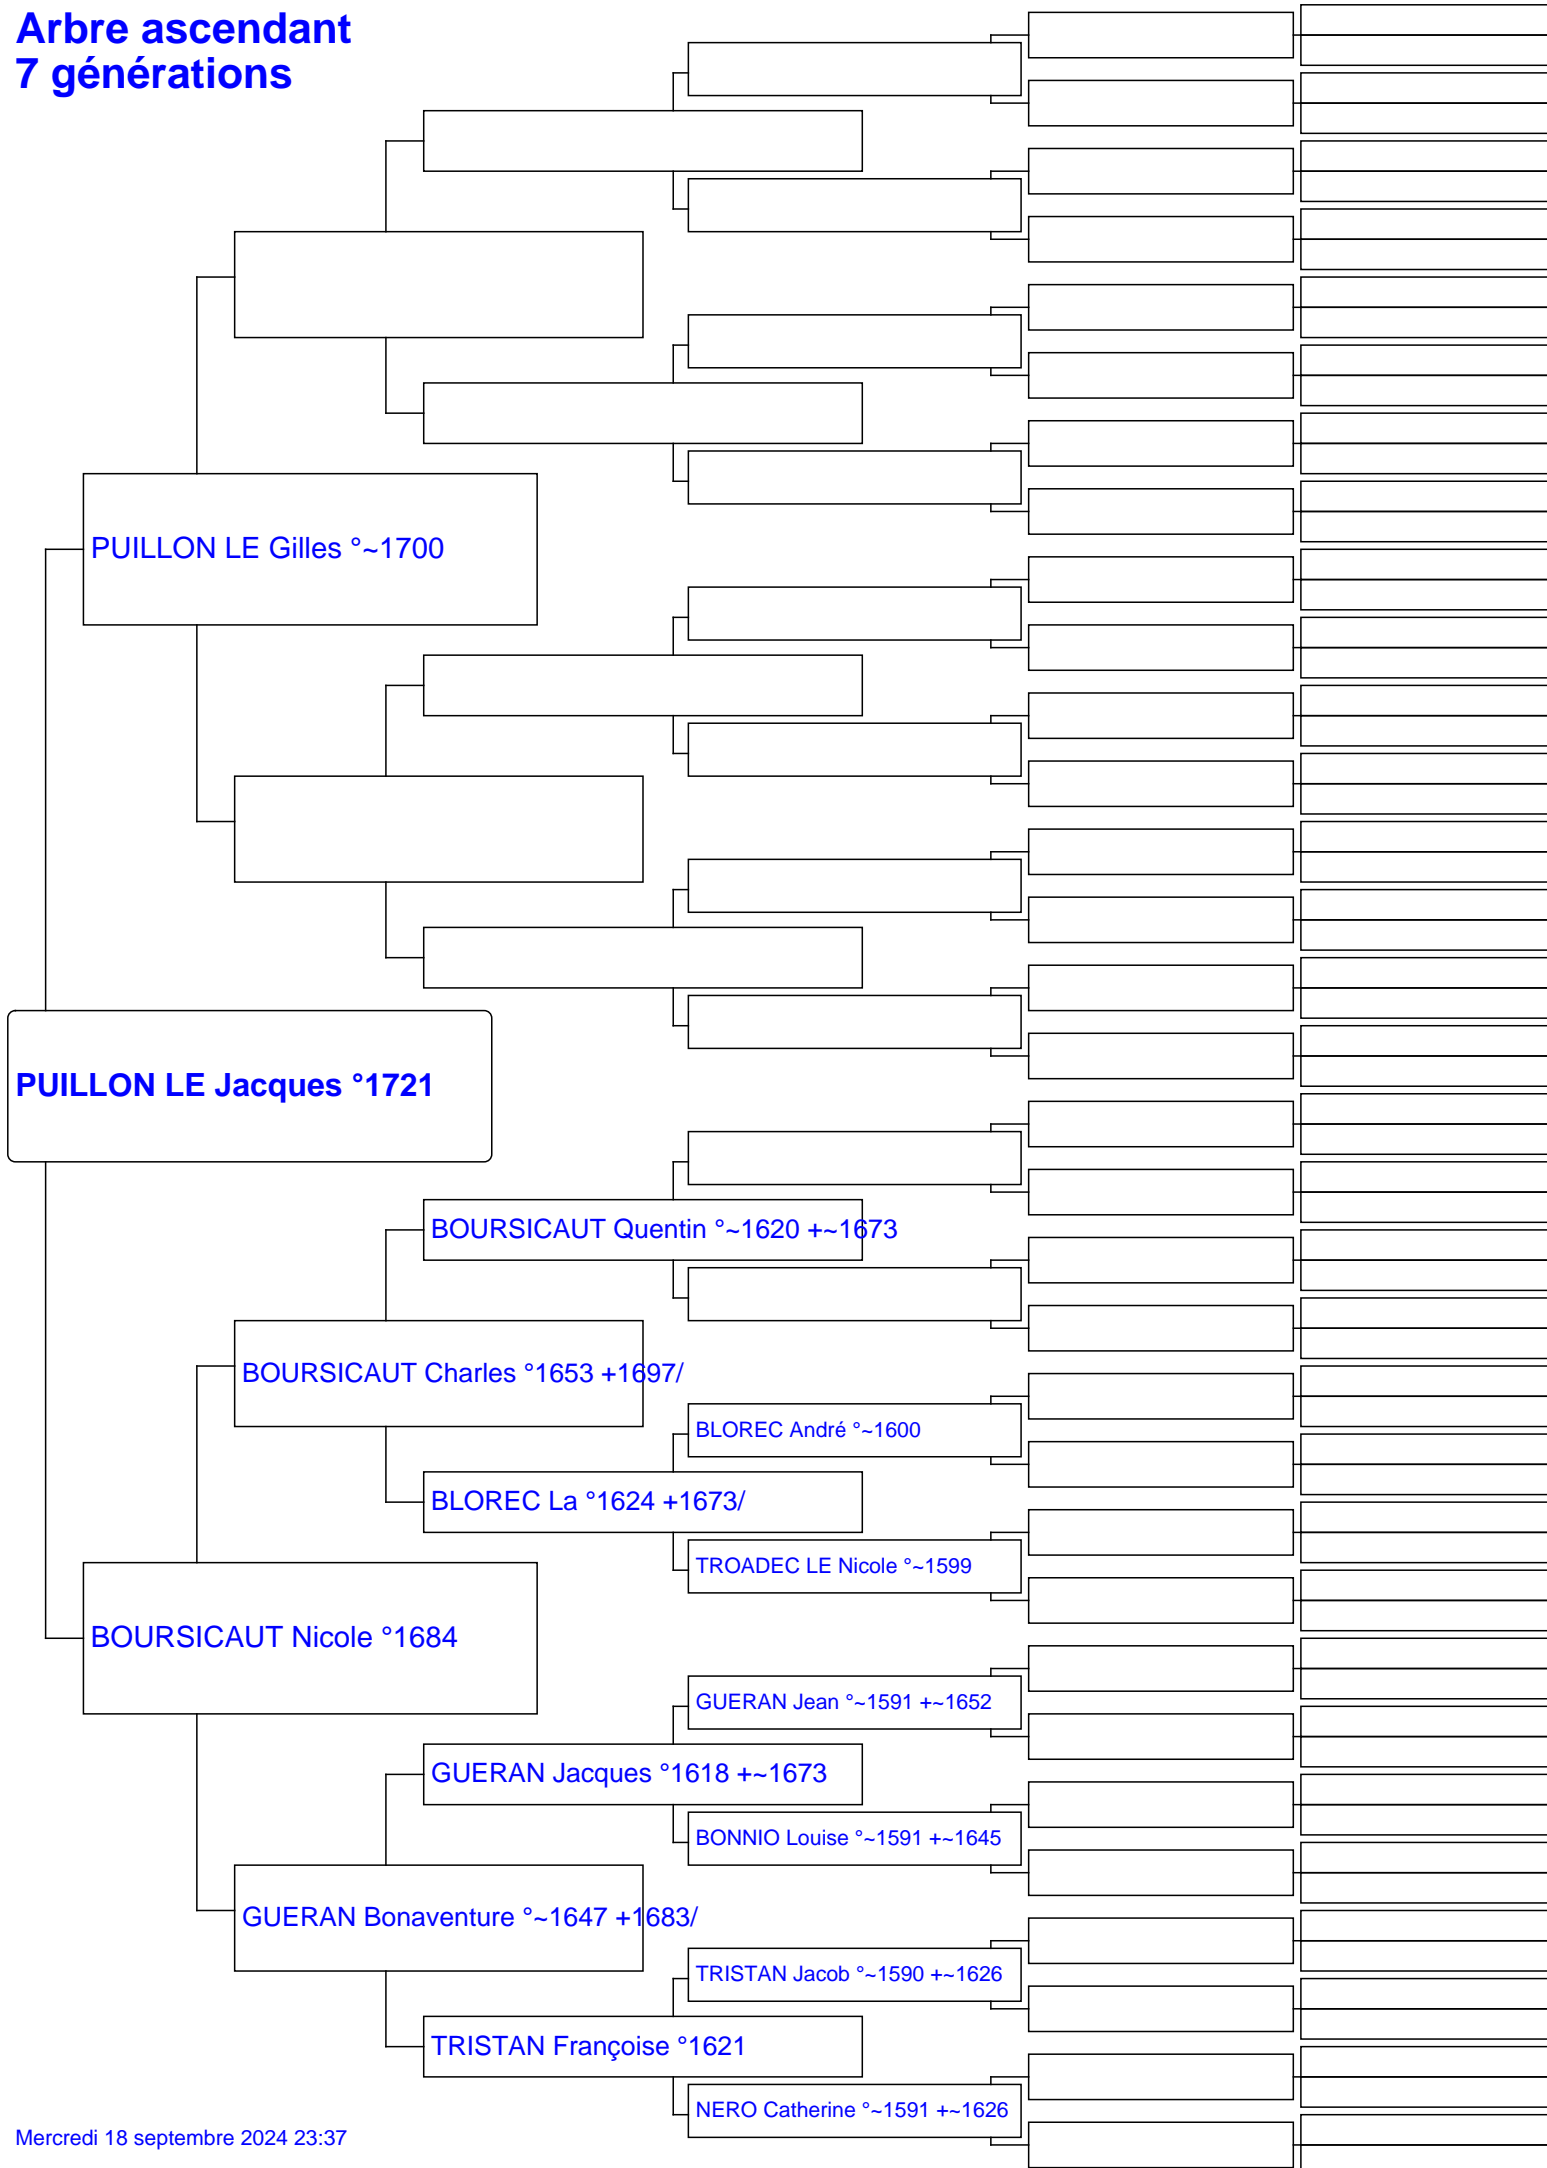 Arbre ascendant
7 générations
PUILLON LE Gilles °~1700
PUILLON LE Jacques °1721
BOURSICAUT Quentin °~1620 +~1673
BOURSICAUT Charles °1653 +1697/
BLOREC André °~1600
BLOREC La °1624 +1673/
TROADEC LE Nicole °~1599
BOURSICAUT Nicole °1684
GUERAN Jean °~1591 +~1652
GUERAN Jacques °1618 +~1673
BONNIO Louise °~1591 +~1645
GUERAN Bonaventure °~1647 +1683/
TRISTAN Jacob °~1590 +~1626
TRISTAN Françoise °1621
NERO Catherine °~1591 +~1626
Mercredi 18 septembre 2024 23:37